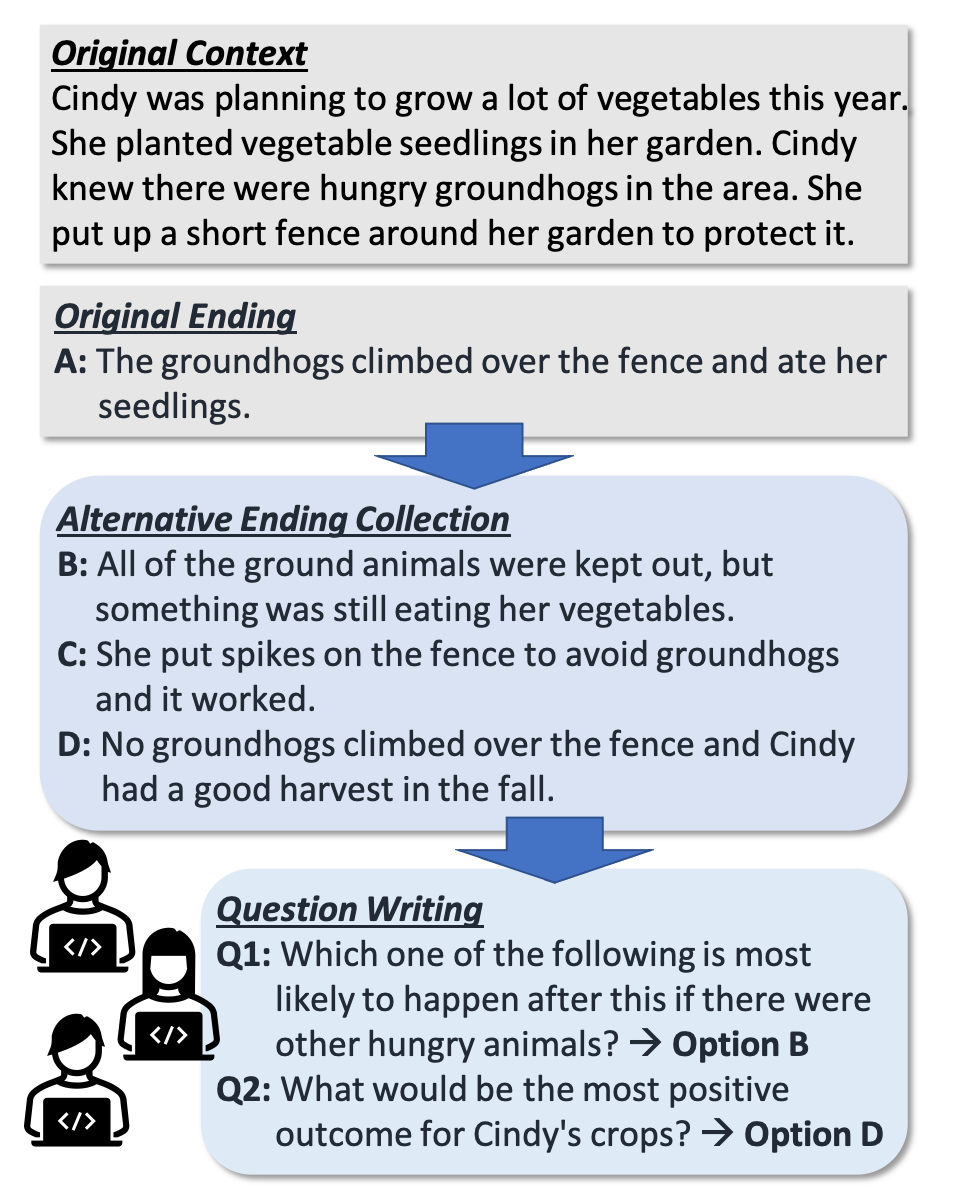 Original Context
Cindy was planning to grow a lot of vegetables this year.
She planted vegetable seedlings in her garden. Cindy
knew there were hungry groundhogs in the area. She
put up a short fence around her garden to protect it.
Original Ending
A: The groundhogs climbed over the fence and ate her
seedlings.
Alternative Ending Collection
B: All of the ground animals were kept out, but
something was still eating her vegetables.
C: She put spikes on the fence to avoid groundhogs
and it worked.
D: No groundhogs climbed over the fence and Cindy
had a good harvest in the fall.
</>
</>
</>
Question Writing
Q1: Which one of the following is most
likely to happen after this if there were
other hungry animals? → Option B
Q2: What would be the most positive
outcome for Cindy's crops? → Option D